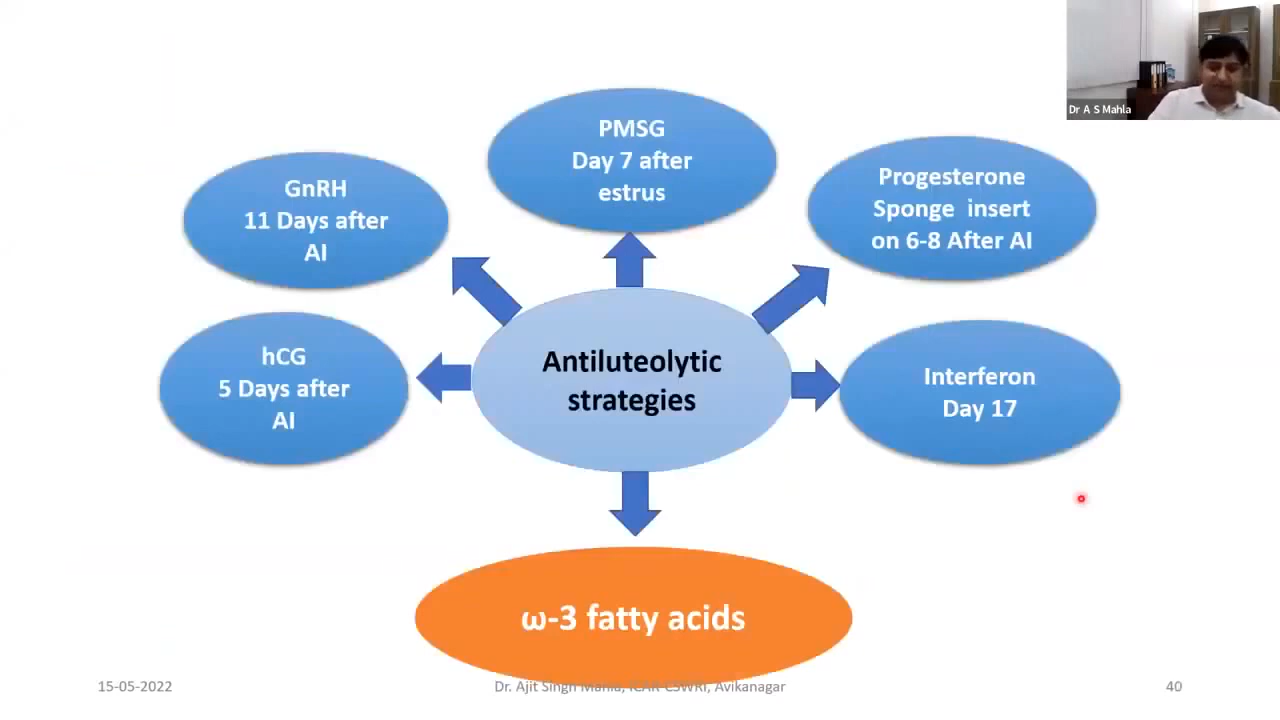 Dr A S Mahla
PMSG
Day 7 after
estrus
GnRH
11 Days after
AI
Progesterone
Sponge insert
on 6-8 After AI
hCG
5 Days after
AI
Antiluteolytic
strategies
Interferon
Day 17
ω-3 fatty acids
15-05-2022
Dr. Ajit Singh Mahla, ICAR-CSWRI, Avikanagar
40